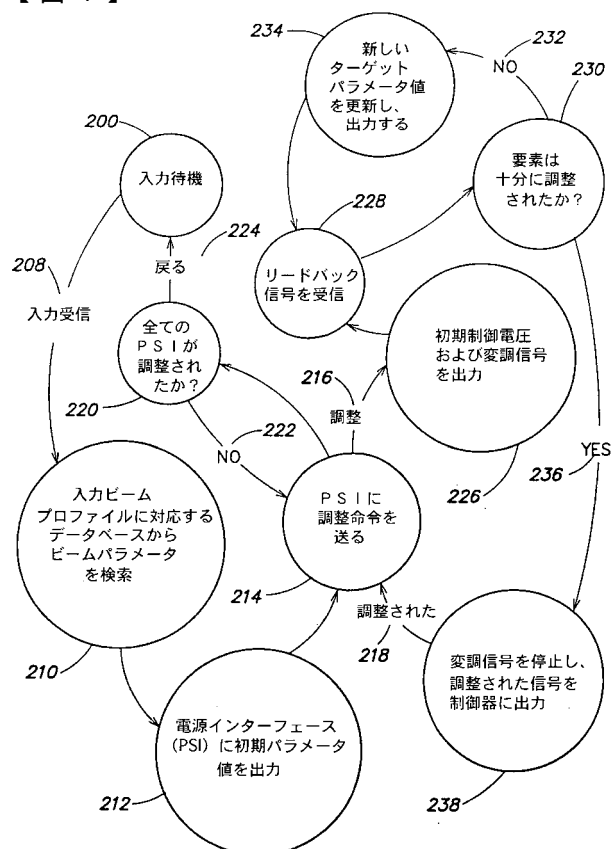 234
新しい
ターゲット
パラメータ値
を更新し、
出力する
NO
232
230
要素は
十分に調整
されたか？
200
入力待機
208
入力受信
戻る
224
228
リードバック
信号を受信
全ての
ＰＳＩが
調整され
たか？
220
NO
222
216
調整
初期制御電圧
および変調信号
を出力
226
YES
236
入力ビーム
プロファイルに対応する
データベースから
ビームパラメータ
を検索
210
ＰＳＩに
調整命令を
送る
214
調整された
218
変調信号を停止し、
調整された信号を
制御器に出力
238
電源インターフェース
(PSI)に初期パラメータ
値を出力
212